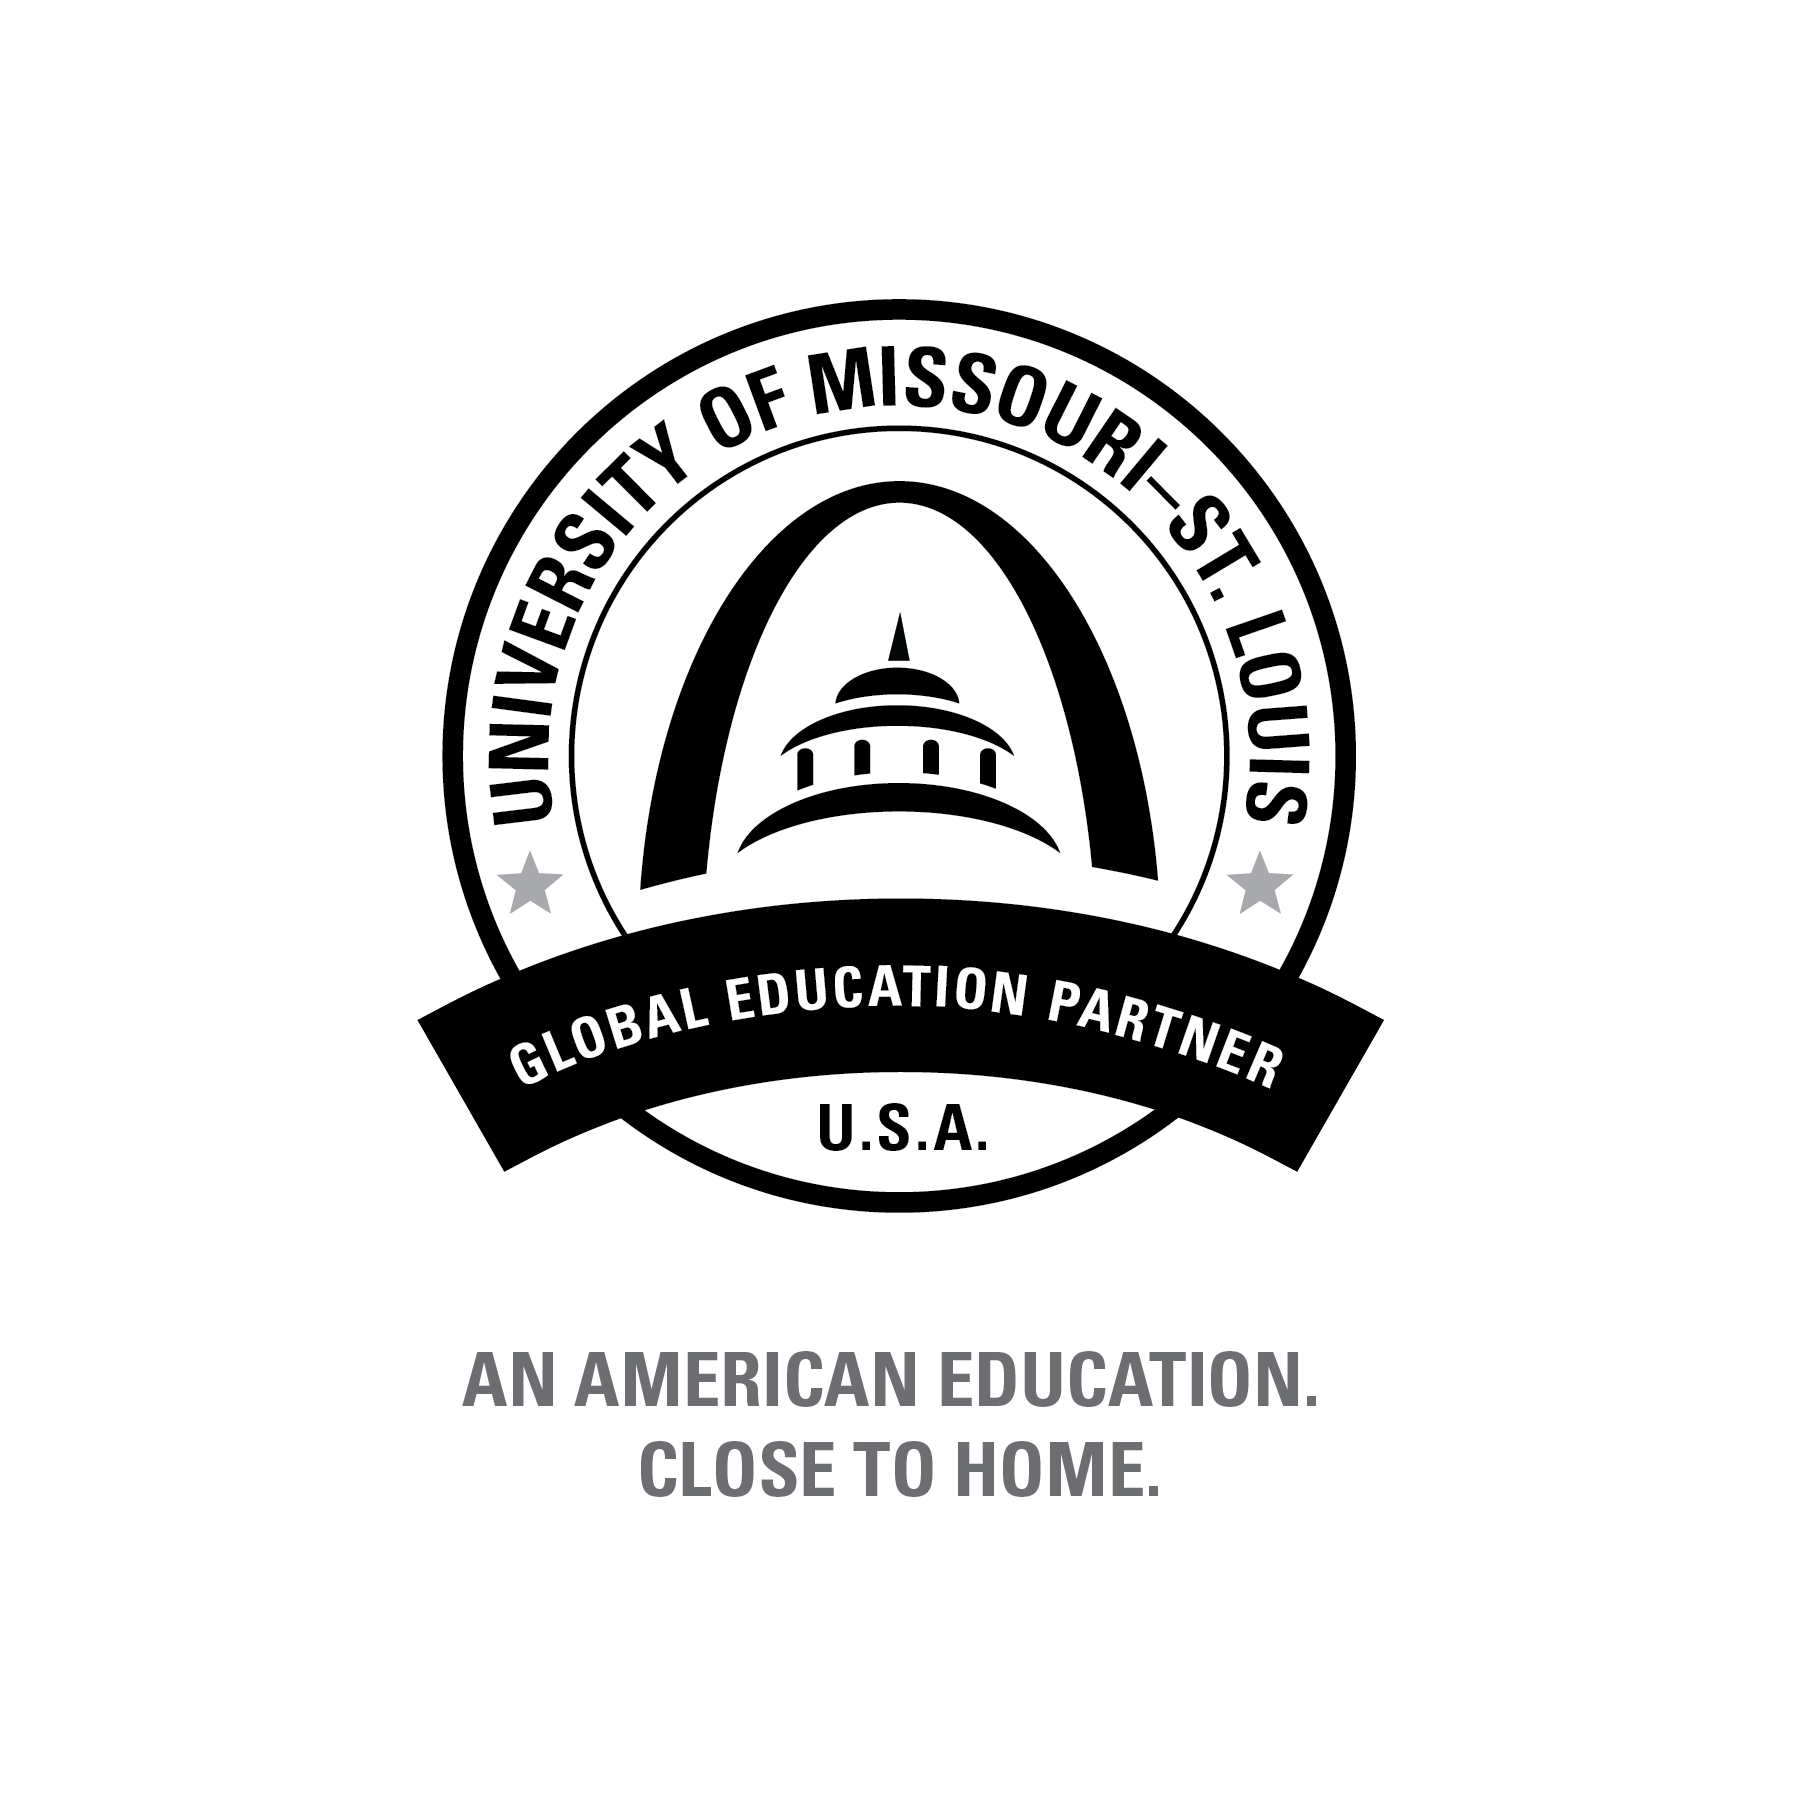 UNIVERSITY OF MISSOURI–ST. LOUIS
GLOBAL EDUCATION PARTNER
U.S.A.
AN AMERICAN EDUCATION.
CLOSE TO HOME.